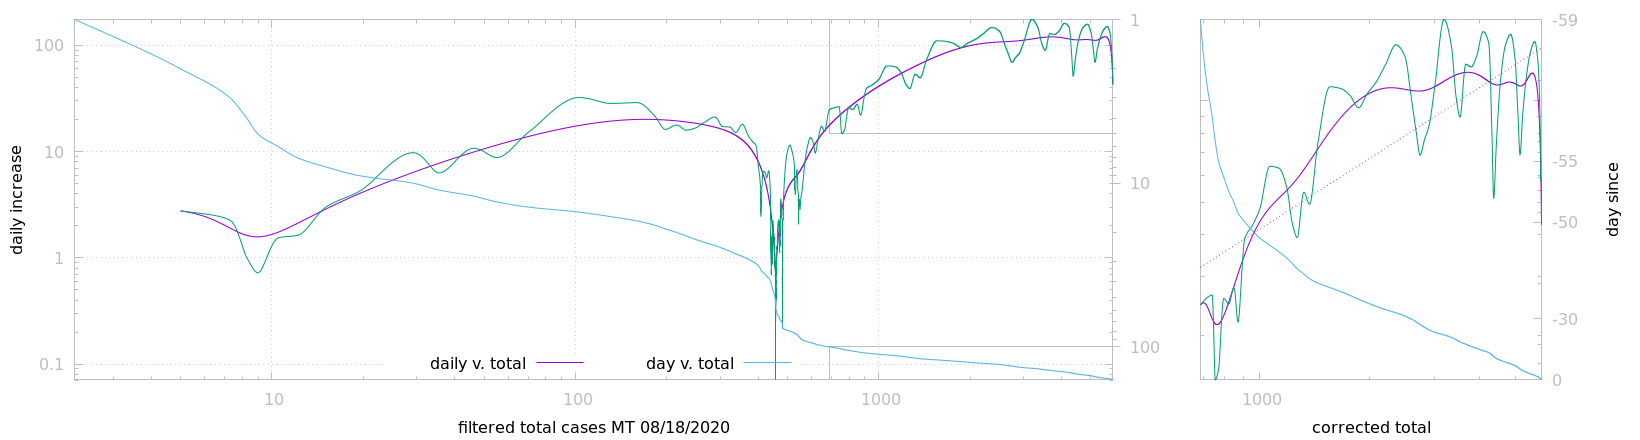 100
10
1
0.1
daily increase
10
100
1000
filtered total cases MT 08/18/2020
daily v. total
day v. total
1
10
100
-59
-55
-50
-30
0
day since
1000
corrected total